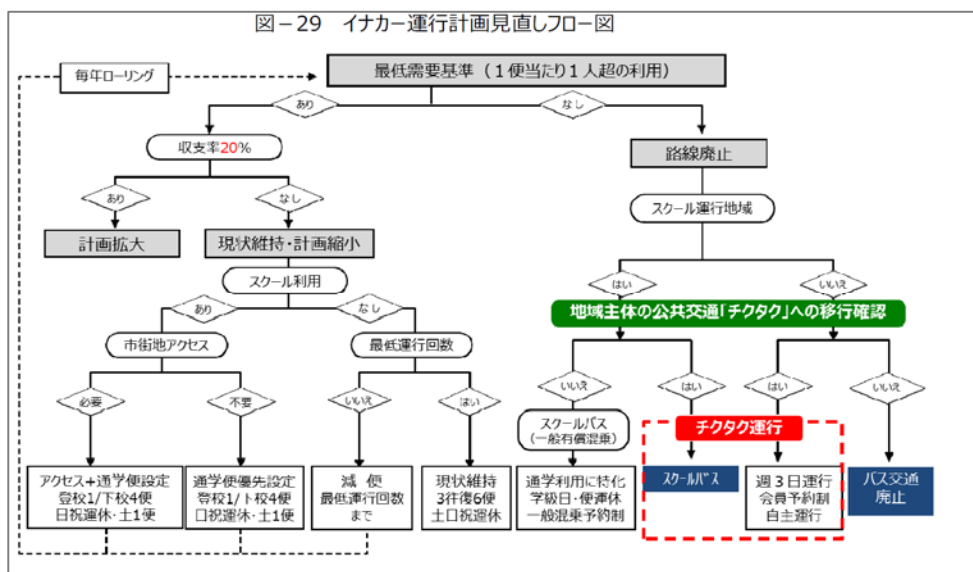 図－29 イナカー運行計画見直しフロー図
毎年ローリング
最低需要基準（１便当たり１人超の利用）
あり
なし
収支率20%
路線廃止
あり
なし
スクール運行地域
計画拡大
現状維持・計画縮小
スクール利用
はい
いいえ
あり
なし
地域主体の公共交通「チクタク」への移行確認
市街地アクセス
最低運行回数
必要
不要
いいえ
はい
いいえ
はい
はい
いいえ
スクールバス
（一般有償混乗）
チクタク運行
アクセス+通学便設定
登校1/下校4便
日祝運休･土1便
通学便優先設定
登校1/下校4便
日祝運休･土1便
減 便
最低運行回数
まで
現状維持
3往復6便
土日祝運休
通学利用に特化
学級日・便運休
一般混乗予約制
スクールバス
週３日運行
会員予約制
自主運行
バス交通
廃止